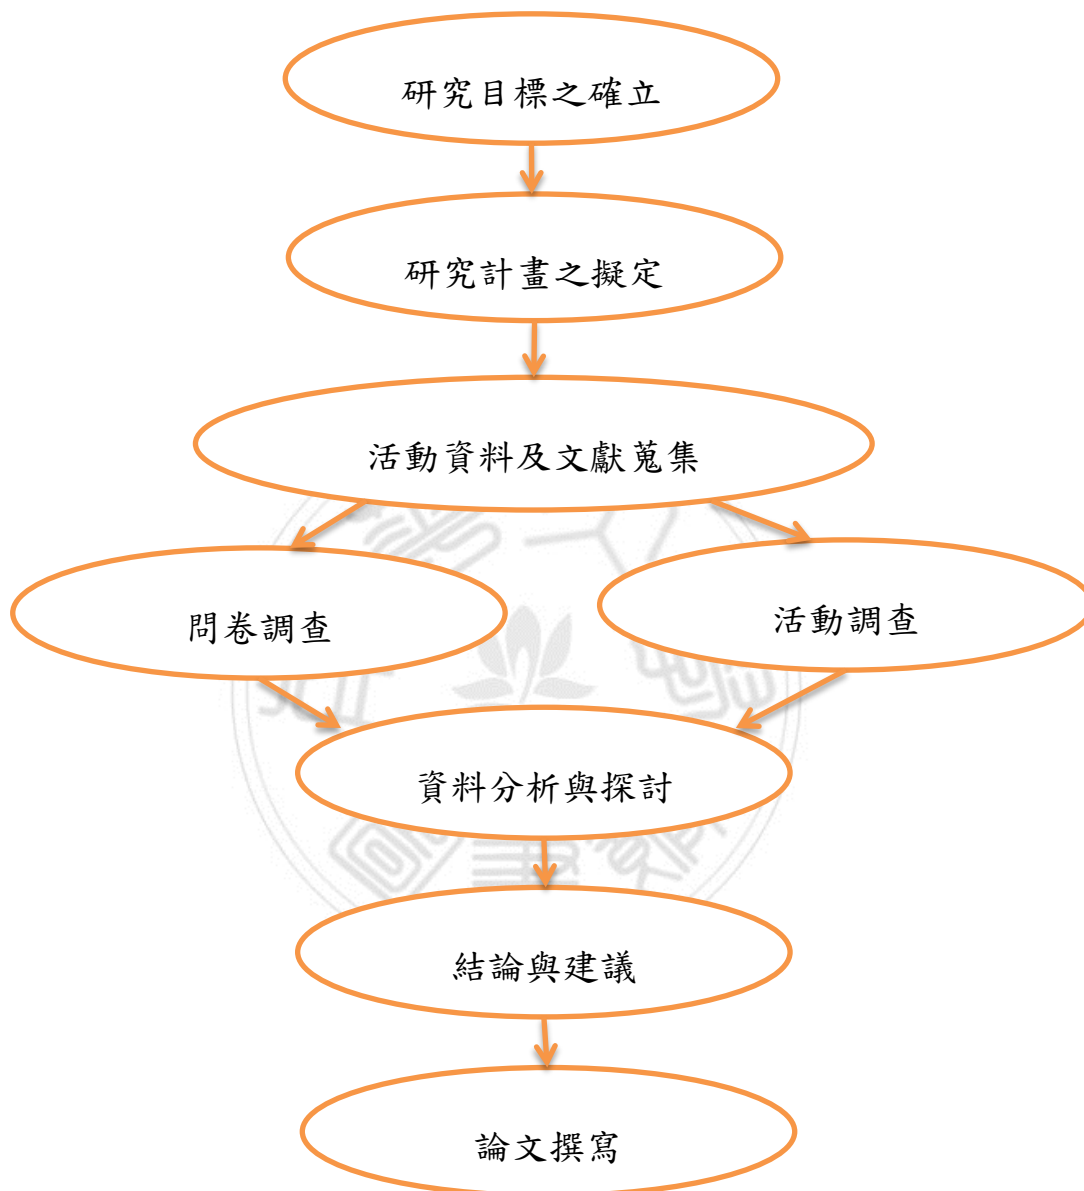 研究目標之確立
研究計畫之擬定
活動資料及文獻蒐集
問卷調查
活動調查
資料分析與探討
結論與建議
論文撰寫